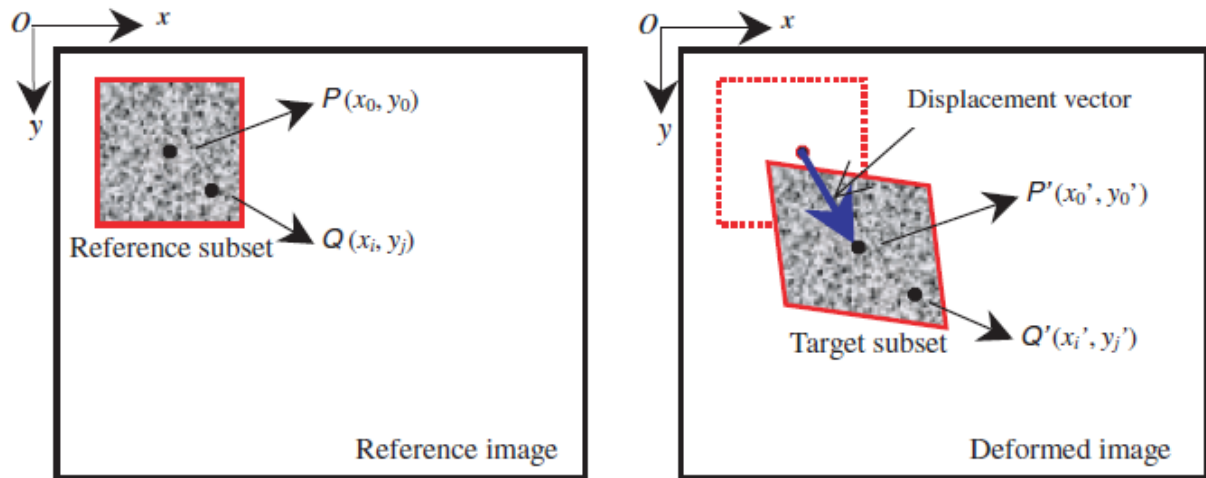 O x
y
P(x₀, y₀)
Q(xᵢ, yⱼ)
Reference subset
Reference image
O x
y
Displacement vector
P'(x₀', y₀')
Q'(xᵢ', yⱼ')
Target subset
Deformed image